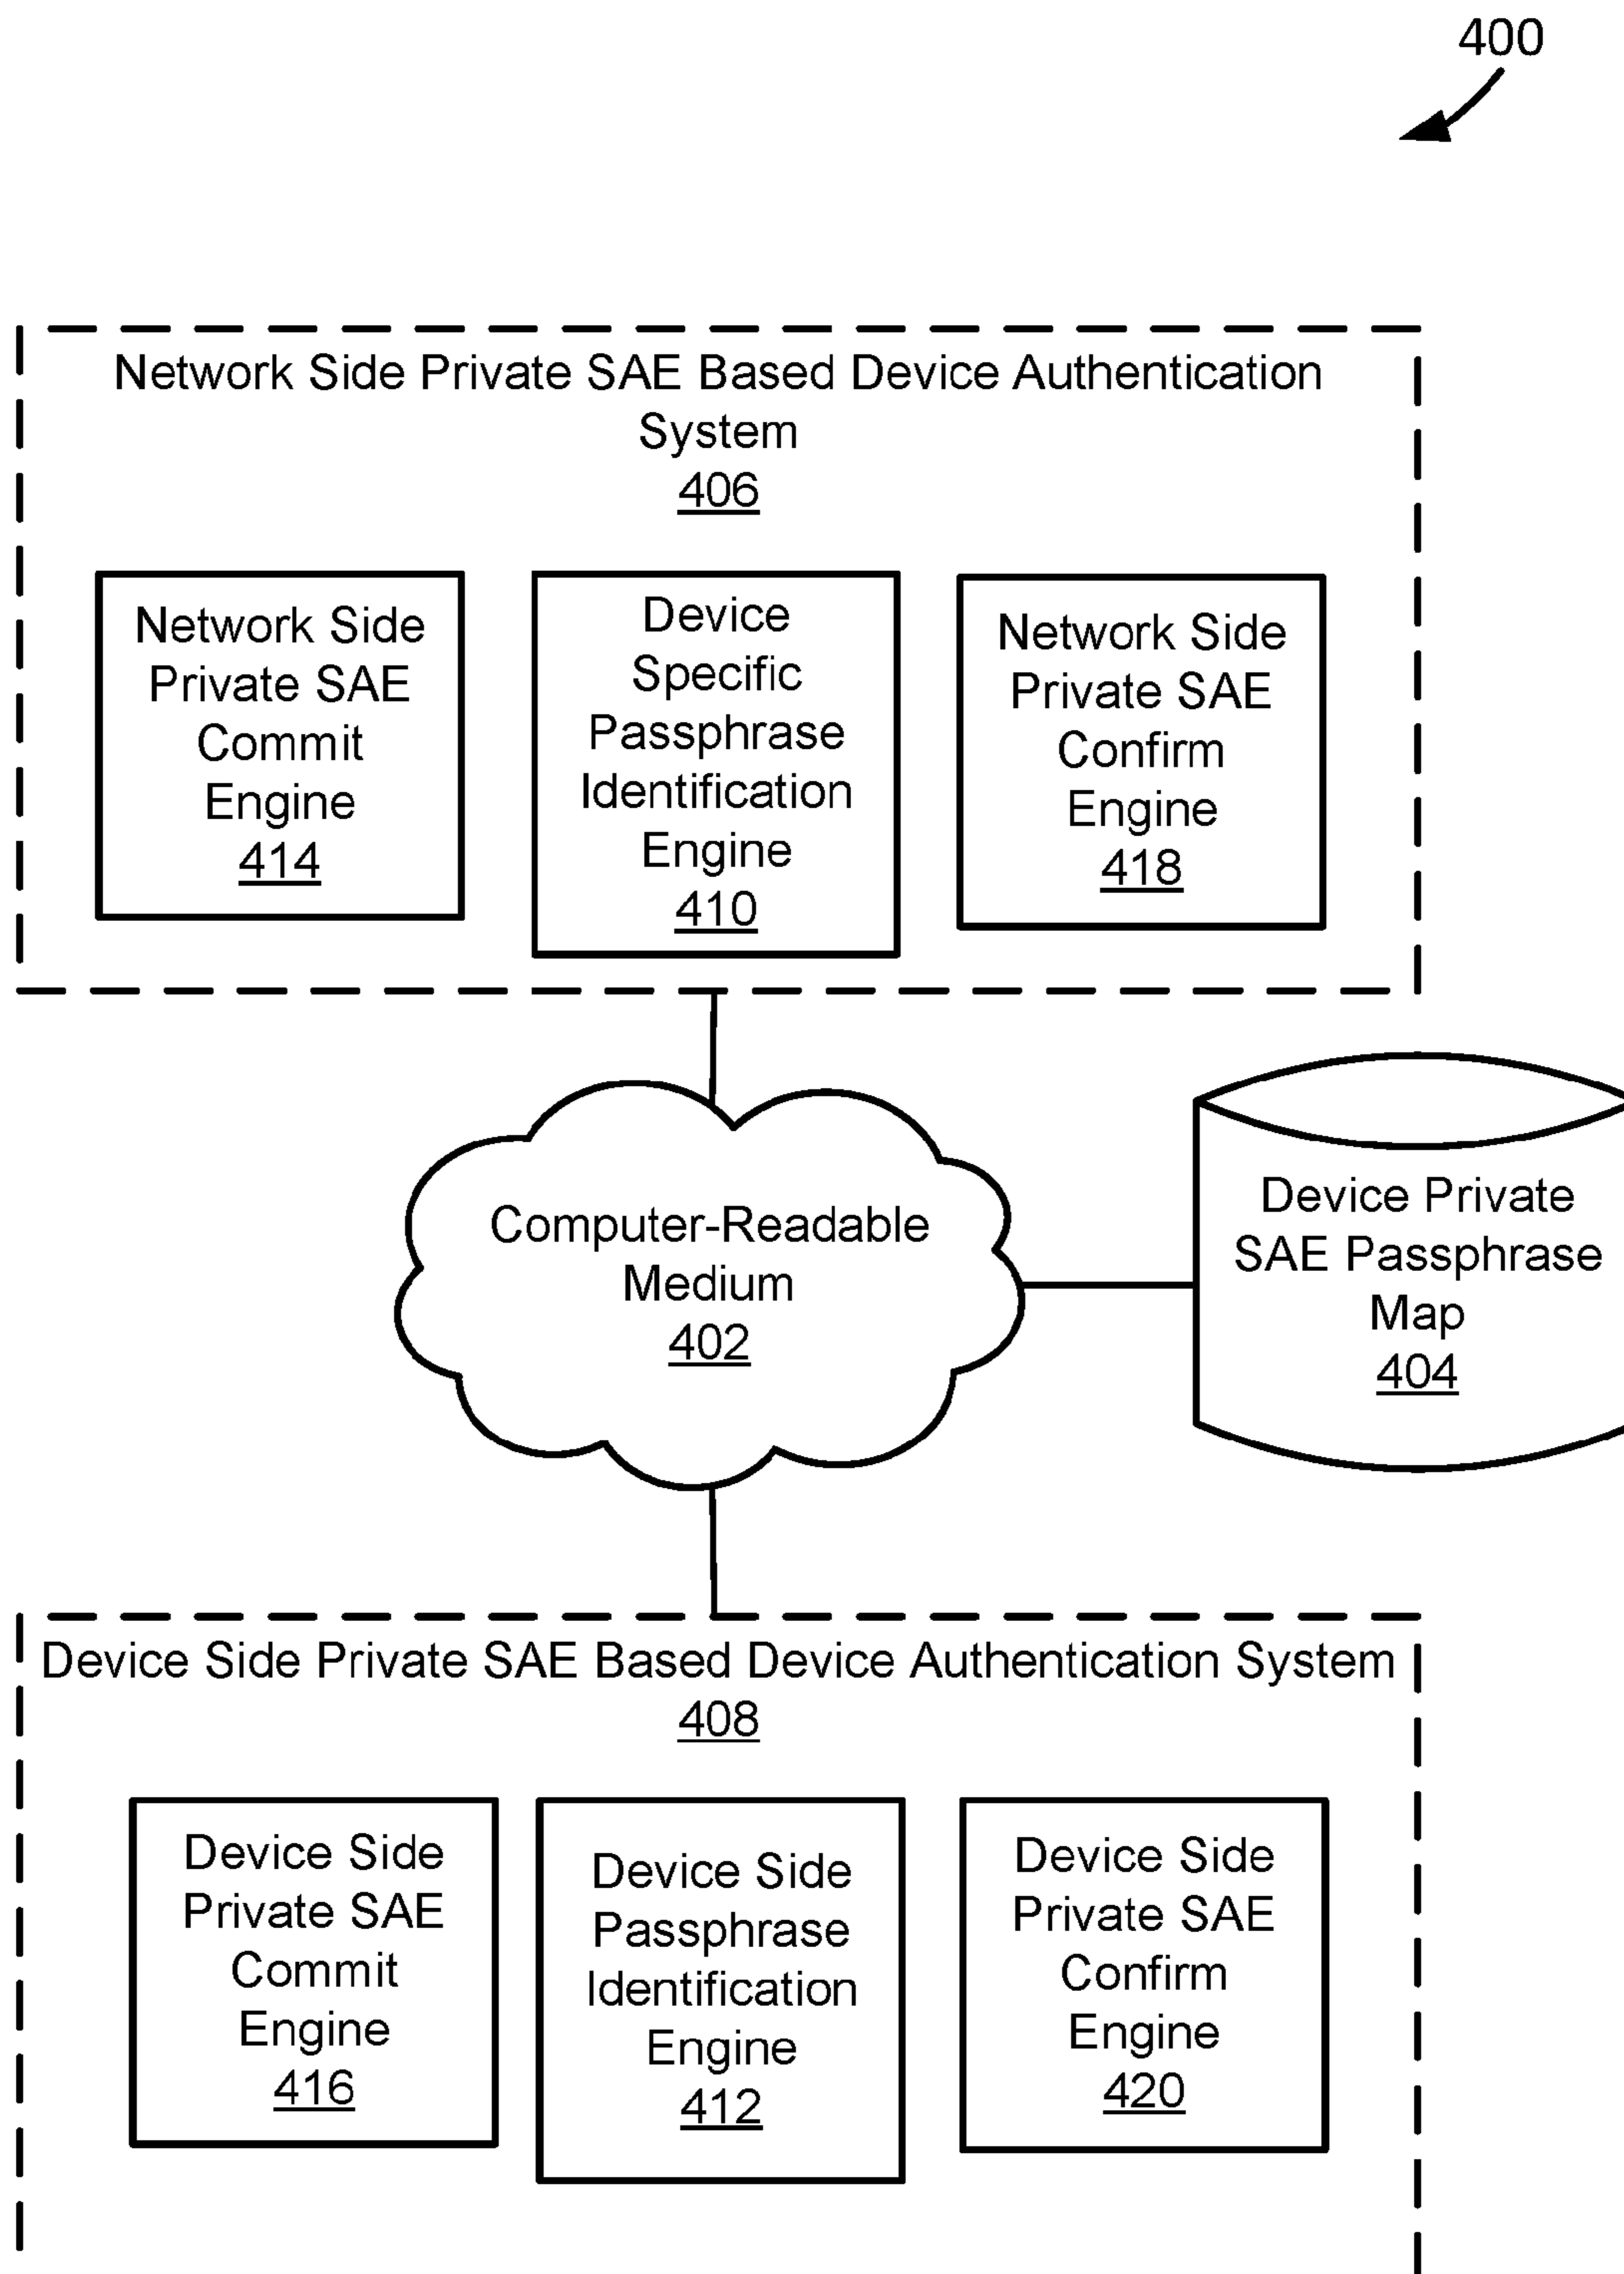 400
Network Side Private SAE Based Device Authentication
System
406
Network Side
Private SAE
Commit
Engine
414
Device
Specific
Passphrase
Identification
Engine
410
Network Side
Private SAE
Confirm
Engine
418
Computer-Readable
Medium
402
Device Private
SAE Passphrase
Map
404
Device Side Private SAE Based Device Authentication System
408
Device Side
Private SAE
Commit
Engine
416
Device Side
Passphrase
Identification
Engine
412
Device Side
Private SAE
Confirm
Engine
420